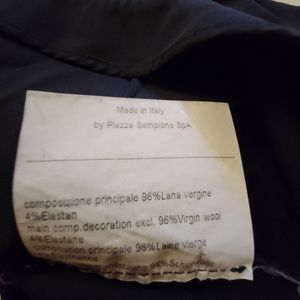 Made in Italy
by Piazza Sempione SpA
composizione principale 96%Lana vergine
4%Elastan
main comp.decoration excl. 96%Virgin wool
4%Elastane
composition principale 96%Laine vierge